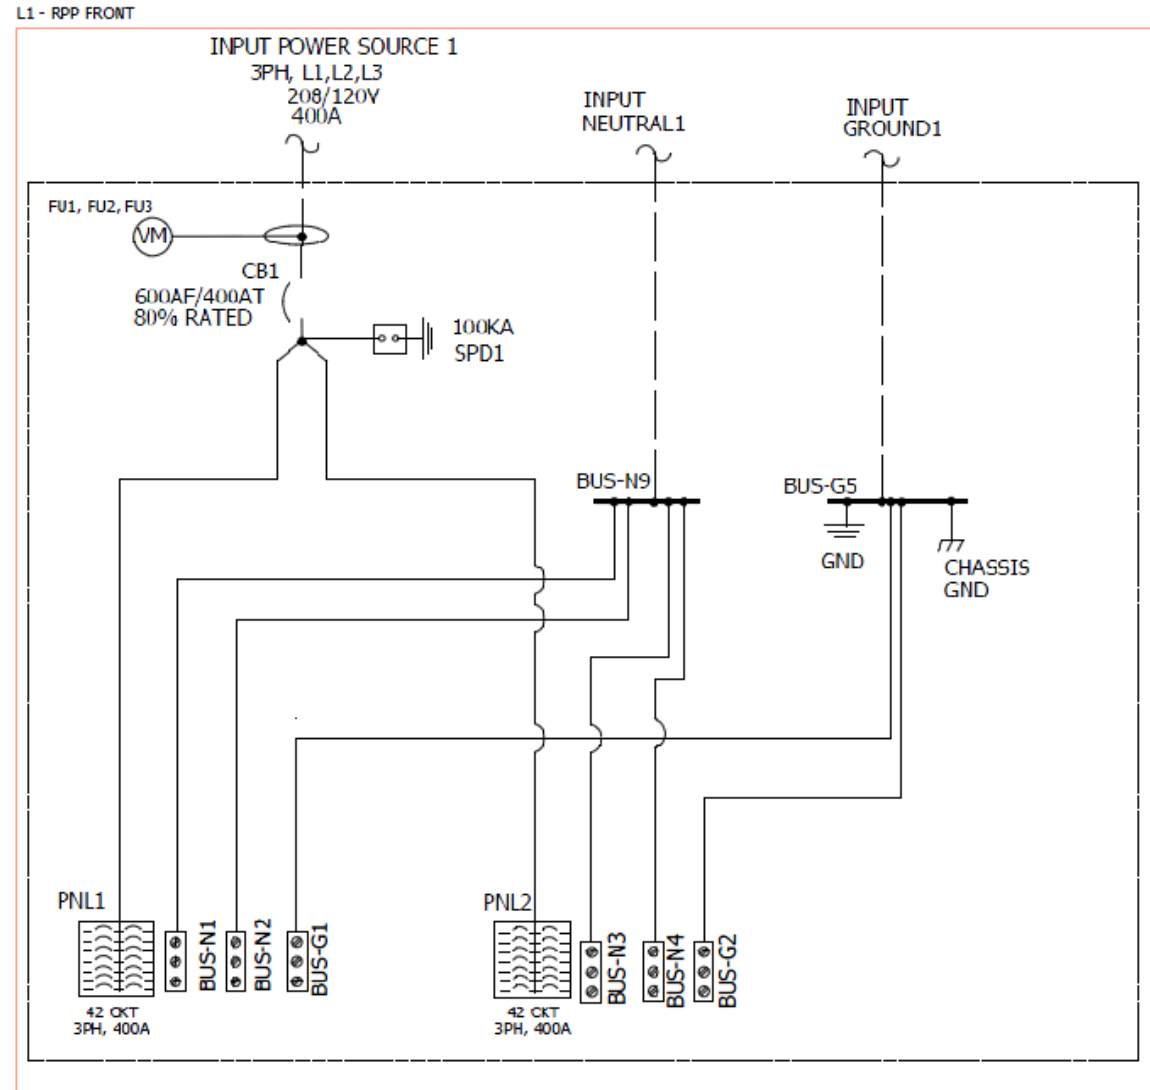 L1 - RPP FRONT
INPUT POWER SOURCE 1
3PH, L1,L2,L3
208/120V
400A
INPUT
NEUTRAL1
INPUT
GROUND1
FU1, FU2, FU3
VM
CB1
600AF/400AT
80% RATED
100KA
SPD1
BUS-N9
BUS-G5
GND
CHASSIS
GND
PNL1
BUS-N1
BUS-N2
BUS-G1
42 CKT
3PH, 400A
PNL2
BUS-N3
BUS-N4
BUS-G2
42 CKT
3PH, 400A